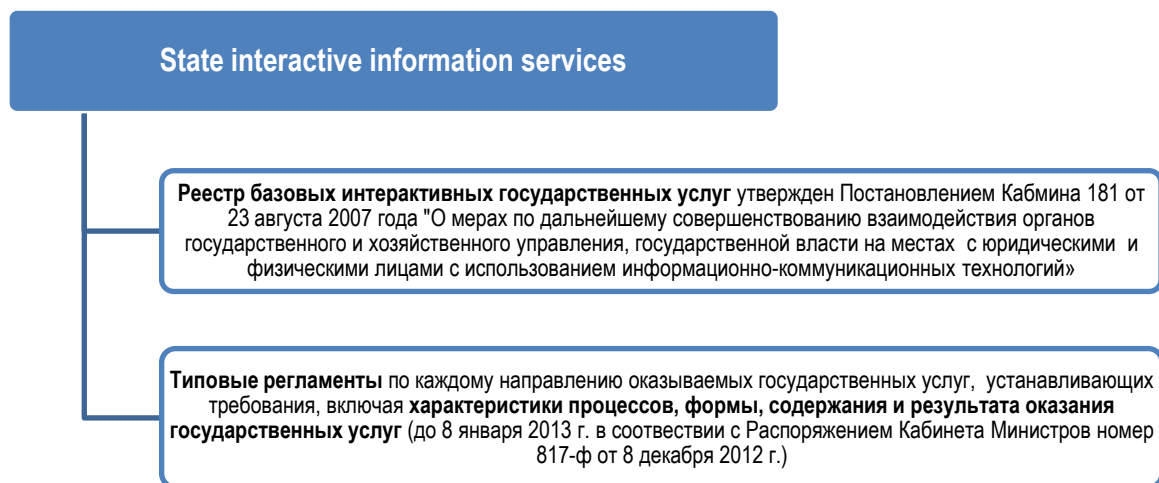 State interactive information services
Реестр базовых интерактивных государственных услуг утвержден Постановлением Кабмина 181 от
23 августа 2007 года "О мерах по дальнейшему совершенствованию взаимодействия органов
государственного и хозяйственного управления, государственной власти на местах с юридическими и
физическими лицами с использованием информационно-коммуникационных технологий»
Типовые регламенты по каждому направлению оказываемых государственных услуг, устанавливающих
требования, включая характеристики процессов, формы, содержания и результата оказания
государственных услуг (до 8 января 2013 г. в соотвествии с Распоряжением Кабинета Министров номер
817-ф от 8 декабря 2012 г.)